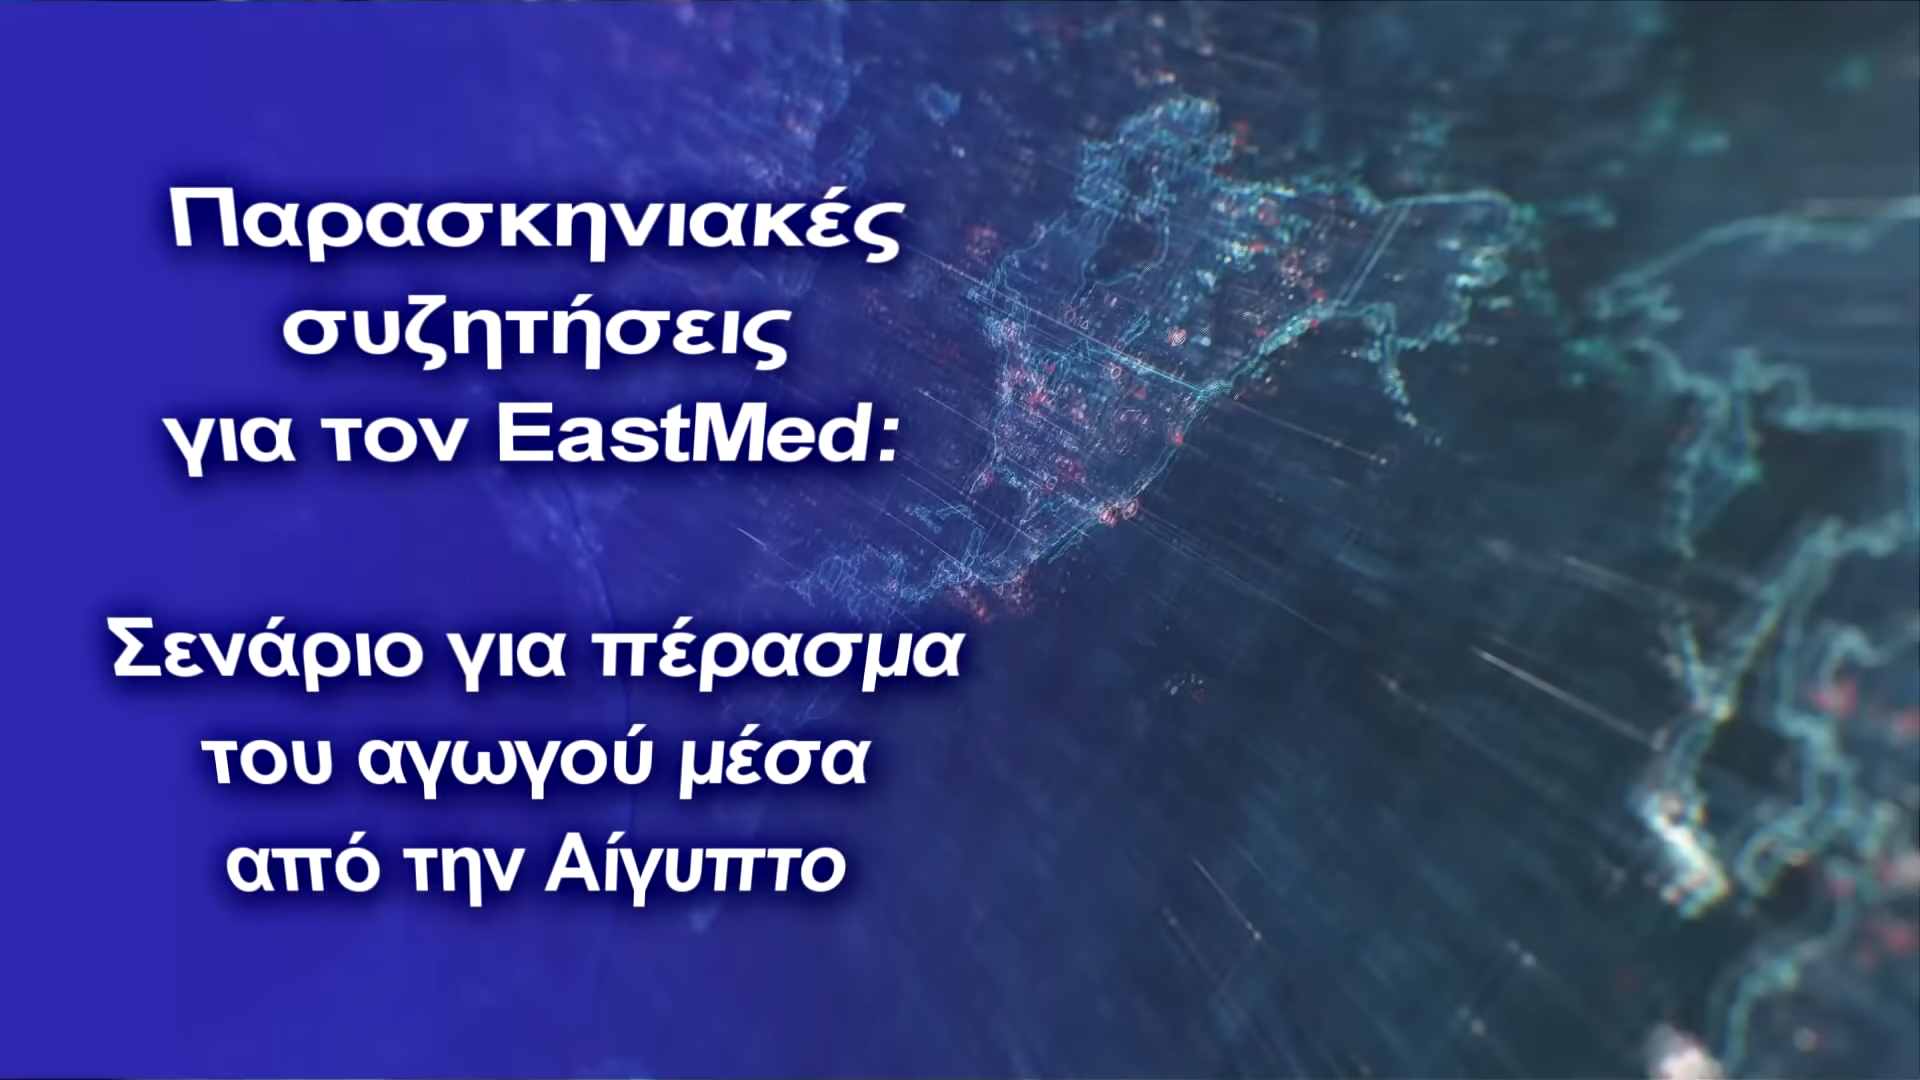 Παρασκηνιακές
συζητήσεις
για τον EastMed:
Σενάριο για πέρασμα
του αγωγού μέσα
από την Αίγυπτο